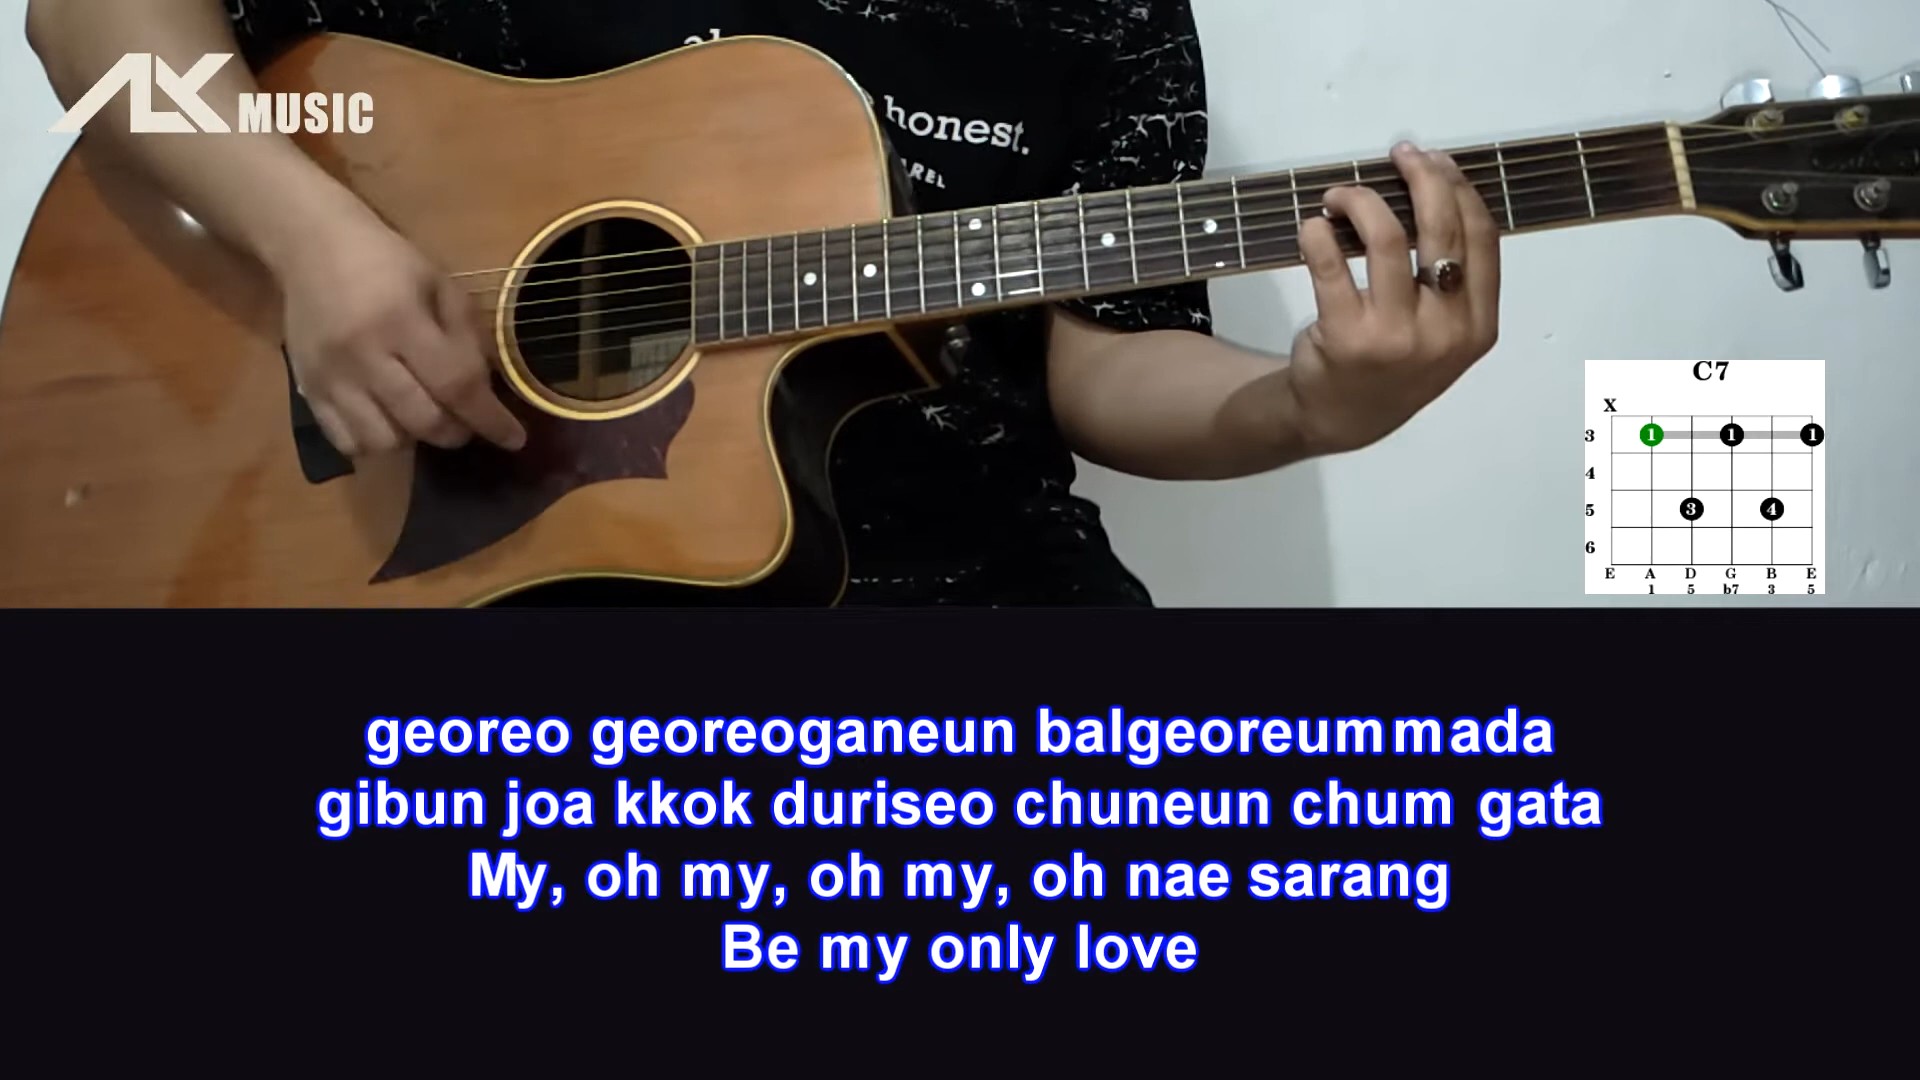 ALK MUSIC
honest.
C7
X
3 1 1 1
4
5 3 4
6
E A D G B E
1 5 b7 3 5
georeo georeoganeun balgeoreummada
gibun joa kkok duriseo chuneun chum gata
My, oh my, oh my, oh nae sarang
Be my only love